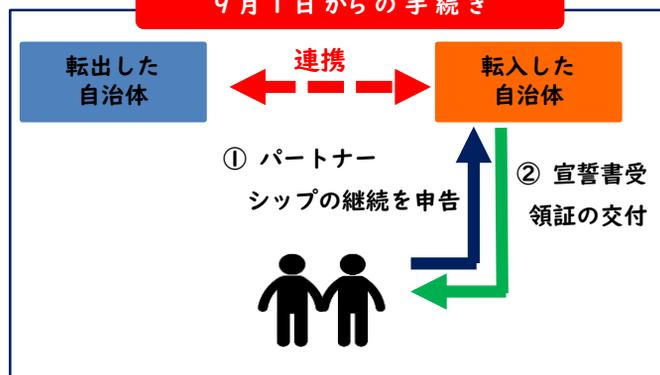 9月1日からの手続き
転出した
自治体
連携
転入した
自治体
① パートナー
シップの継続を申告
② 宣誓書受
領証の交付